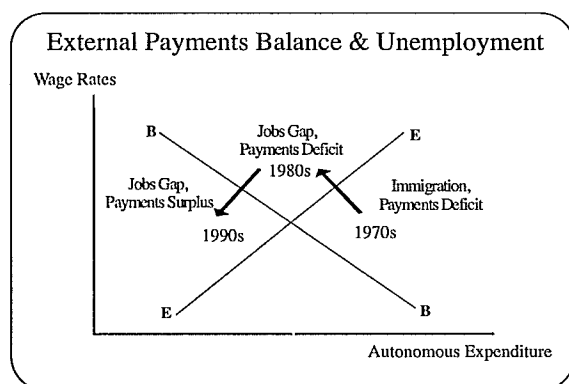 External Payments Balance & Unemployment
Wage Rates
B
Jobs Gap,
Payments Deficit
1980s
E
Jobs Gap,
Payments Surplus
1990s
Immigration,
Payments Deficit
1970s
E
B
Autonomous Expenditure